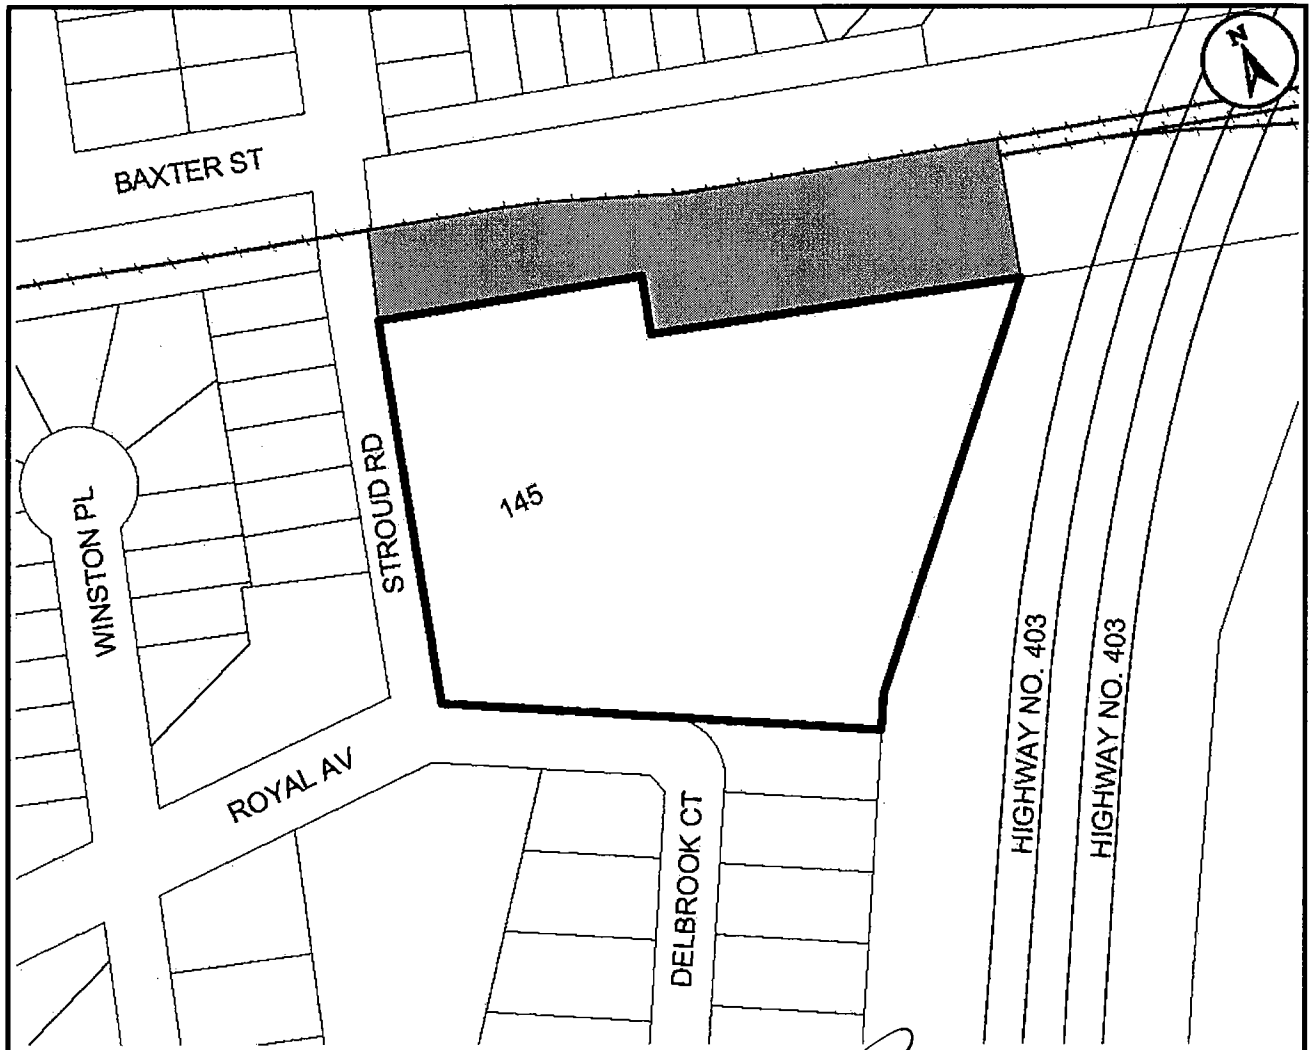 N
BAXTER ST
STROUD RD
145
WINSTON PL
HIGHWAY NO. 403
HIGHWAY NO. 403
ROYAL AV
DELBROOK CT